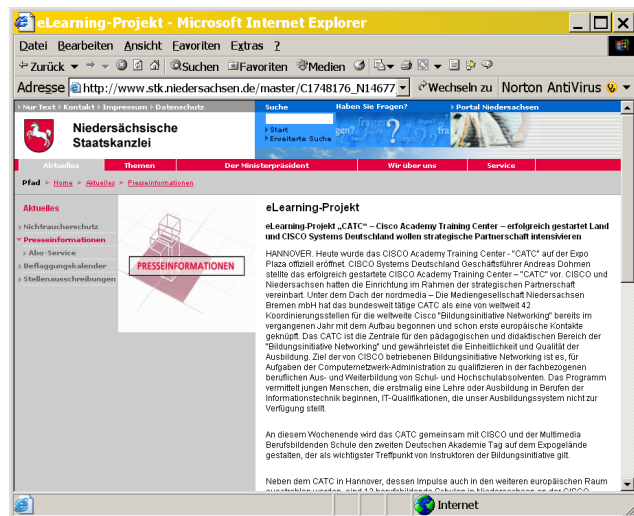 eLearning-Projekt - Microsoft Internet Explorer
Datei Bearbeiten Ansicht Favoriten Extras ?
Zurück Suchen Favoriten Medien
Adresse http://www.stk.niedersachsen.de/master/C1748176_N14677_ Wechseln zu Norton AntiVirus
Nur Text Kontakt Impressum Datenschutz Suche Haben Sie Fragen? Portal Niedersachsen
Niedersächsische
Staatskanzlei
Start
Erweiterte Suche
Aktuelles Themen Der Ministerpräsident Wir über uns Service
Pfad > Home > Aktuelles > Presseinformationen
Aktuelles
Nichtraucherschutz
Presseinformationen
Abo-Service
Beflaggungskalender
Stellenausschreibungen
PRESSEINFORMATIONEN
eLearning-Projekt
eLearning-Projekt „CATC“ – Cisco Academy Training Center – erfolgreich gestartet Land
und CISCO Systems Deutschland wollen strategische Partnerschaft intensivieren
HANNOVER. Heute wurde das CISCO Academy Training Center - "CATC" auf der Expo
Plaza offiziell eröffnet. CISCO Systems Deutschland Geschäftsführer Andreas Dohmen
stellte das erfolgreich gestartete CISCO Academy Training Center – "CATC" vor. CISCO und
Niedersachsen hatten die Einrichtung im Rahmen der strategischen Partnerschaft
vereinbart. Unter dem Dach der nordmedia – Die Mediengesellschaft Niedersachsen
Bremen mbH hat das bundesweit tätige CATC als eine von weltweit 42
Koordinierungsstellen für die weltweite Cisco "Bildungsinitiative Networking" bereits im
vergangenen Jahr mit dem Aufbau begonnen und schon erste europäische Kontakte
geknüpft. Das CATC ist die Zentrale für den pädagogischen und didaktischen Bereich der
"Bildungsinitiative Networking" und gewährleistet die Einheitlichkeit und Qualität der
Ausbildung. Ziel der von CISCO betriebenen Bildungsinitiative Networking ist es, für
Aufgaben der Computernetzwerk-Administration zu qualifizieren in der fachbezogenen
beruflichen Aus- und Weiterbildung von Schul- und Hochschulabsolventen. Das Programm
vermittelt jungen Menschen, die erstmalig eine Lehre oder Ausbildung in Berufen der
Informationstechnik beginnen, IT-Qualifikationen, die unser Ausbildungsystem nicht zur
Verfügung stellt.
An diesem Wochenende wird das CATC gemeinsam mit CISCO und der Multimedia
Berufsbildenden Schule den zweiten Deutschen Akademie Tag auf dem Expogelände
gestalten, der als wichtigster Treffpunkt von Instruktoren der Bildungsinitiative gilt.
Neben dem CATC in Hannover, dessen Impulse auch in den weiteren europäischen Raum
Internet